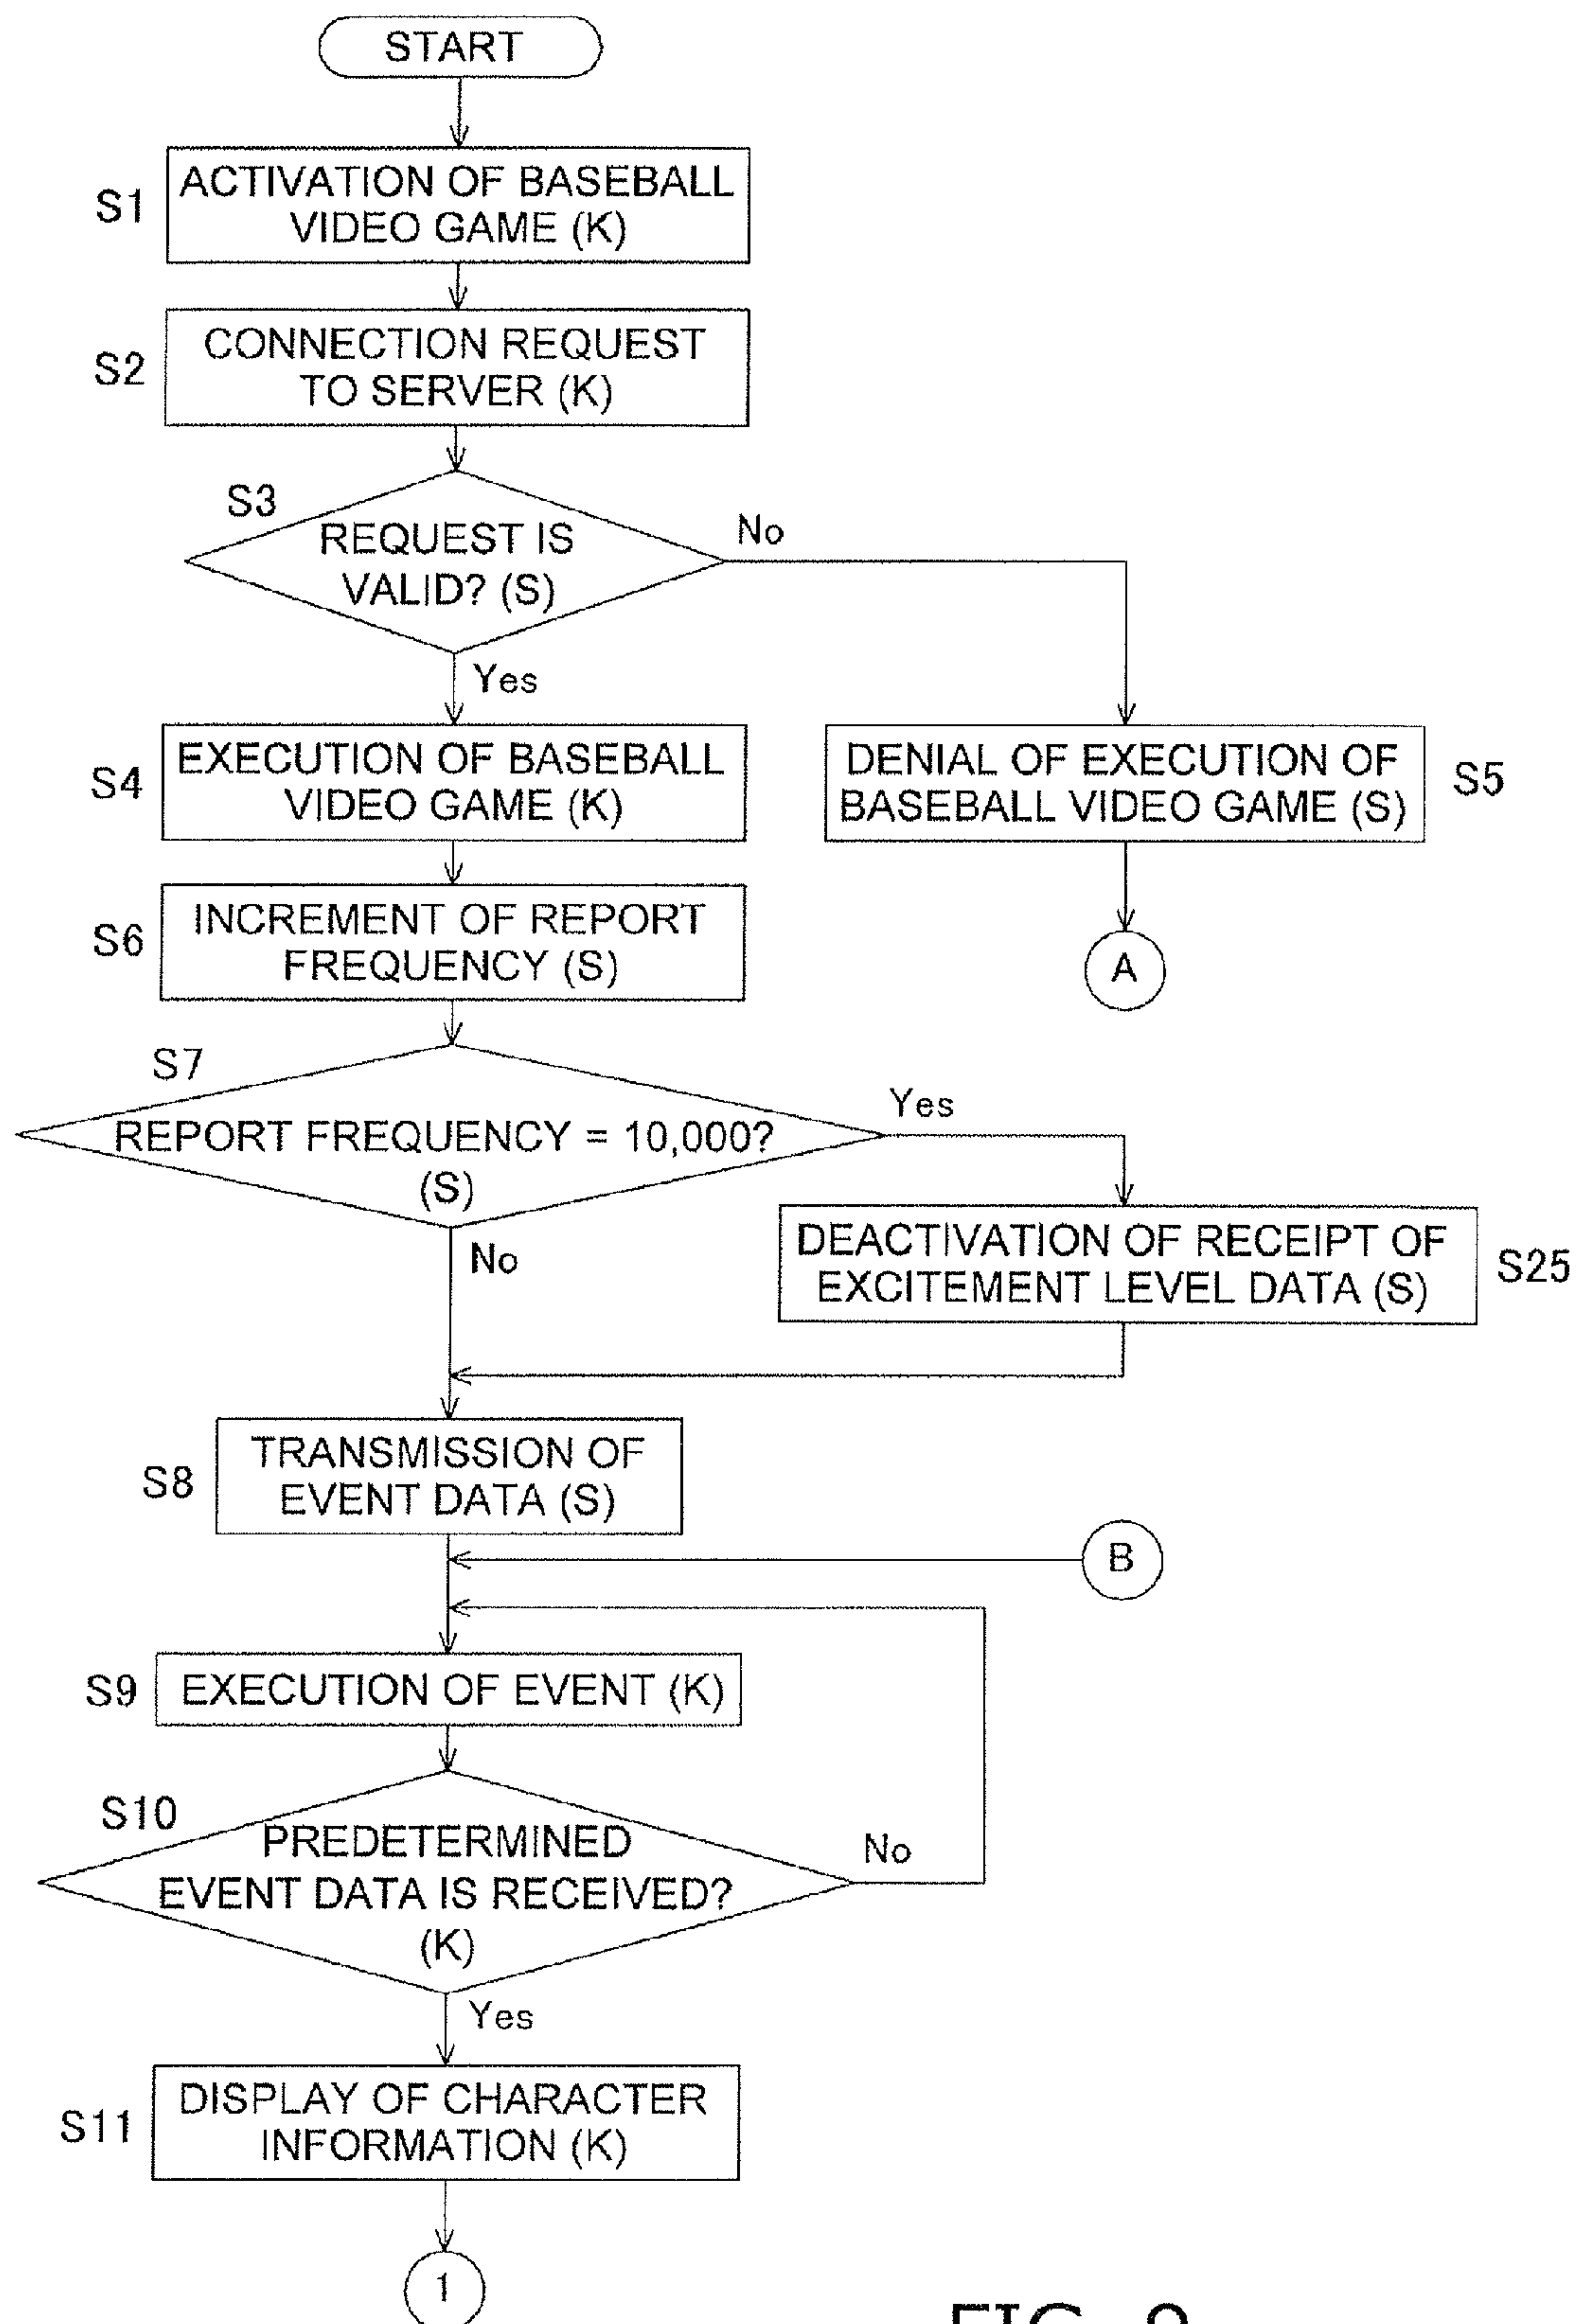 START
S1
ACTIVATION OF BASEBALL
VIDEO GAME (K)
S2
CONNECTION REQUEST
TO SERVER (K)
S3
REQUEST IS
VALID? (S)
No
Yes
S4
EXECUTION OF BASEBALL
VIDEO GAME (K)
DENIAL OF EXECUTION OF
BASEBALL VIDEO GAME (S)
S5
S6
INCREMENT OF REPORT
FREQUENCY (S)
A
S7
REPORT FREQUENCY = 10,000?
(S)
Yes
No
DEACTIVATION OF RECEIPT OF
EXCITEMENT LEVEL DATA (S)
S25
S8
TRANSMISSION OF
EVENT DATA (S)
B
S9
EXECUTION OF EVENT (K)
S10
PREDETERMINED
EVENT DATA IS RECEIVED?
(K)
No
Yes
S11
DISPLAY OF CHARACTER
INFORMATION (K)
1